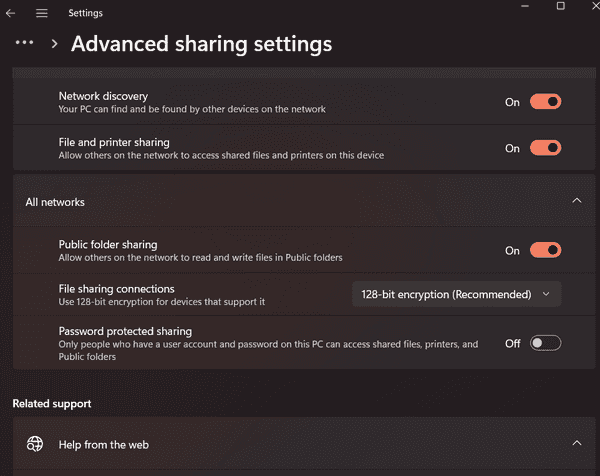 Settings
... > Advanced sharing settings
Network discovery
Your PC can find and be found by other devices on the network
On
File and printer sharing
Allow others on the network to access shared files and printers on this device
On
All networks
Public folder sharing
Allow others on the network to read and write files in Public folders
On
File sharing connections
Use 128-bit encryption for devices that support it
128-bit encryption (Recommended)
Password protected sharing
Only people who have a user account and password on this PC can access shared files, printers, and
Public folders
Off
Related support
Help from the web